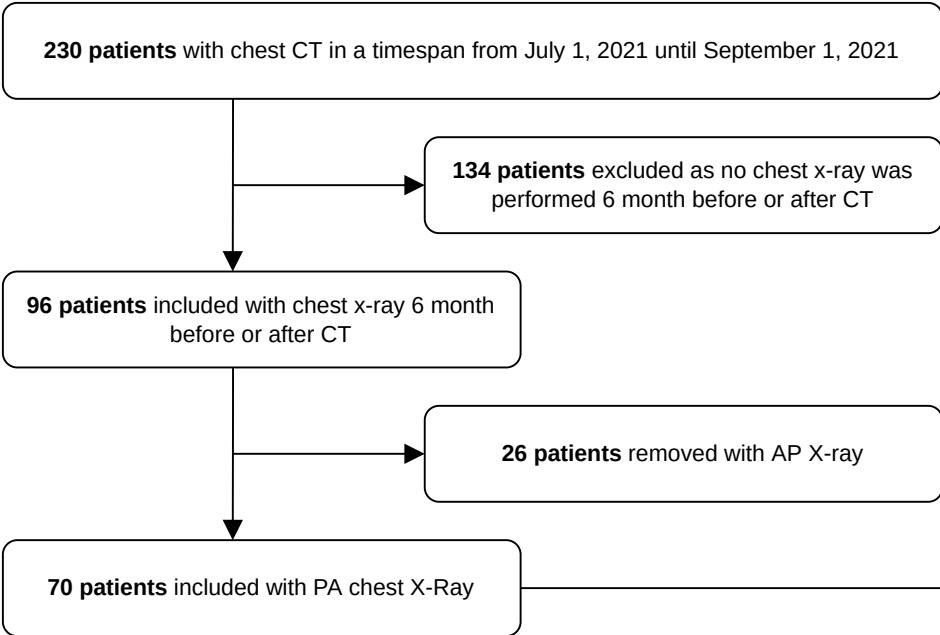 230 patients with chest CT in a timespan from July 1, 2021 until September 1, 2021
134 patients excluded as no chest x-ray was
performed 6 month before or after CT
96 patients included with chest x-ray 6 month
before or after CT
26 patients removed with AP X-ray
70 patients included with PA chest X-Ray